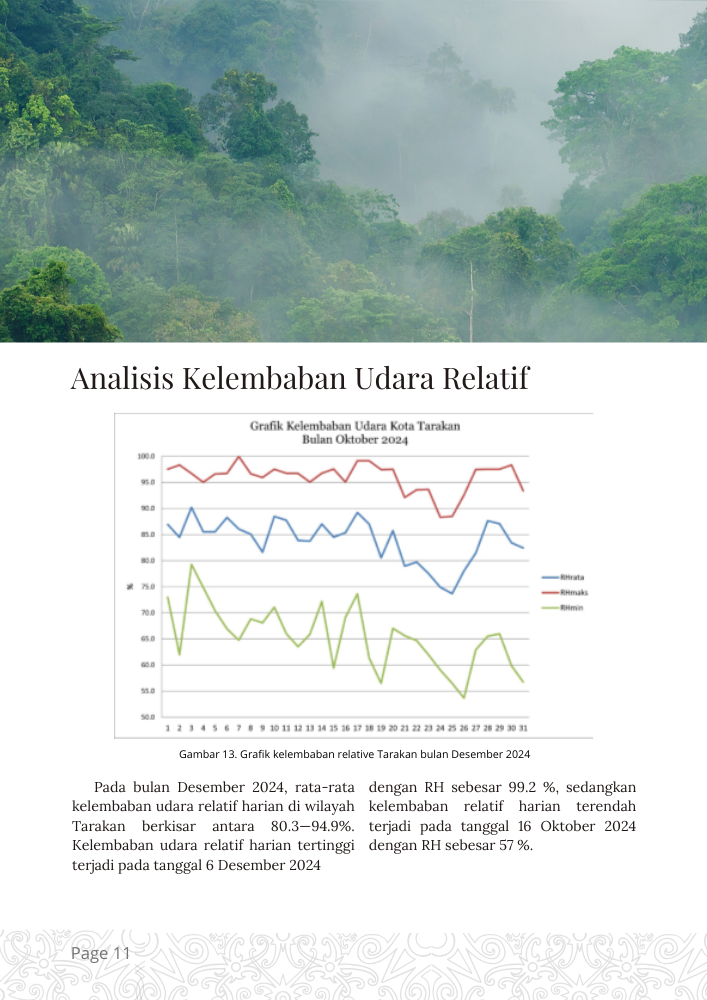 Analisis Kelembaban Udara Relatif
Grafik Kelembaban Udara Kota Tarakan
Bulan Oktober 2024
100.0
95.0
90.0
85.0
80.0
75.0
70.0
65.0
60.0
55.0
50.0
%
1 2 3 4 5 6 7 8 9 10 11 12 13 14 15 16 17 18 19 20 21 22 23 24 25 26 27 28 29 30 31
RHrata
RHmaks
RHmin
Gambar 13. Grafik kelembaban relative Tarakan bulan Desember 2024
Pada bulan Desember 2024, rata-rata
kelembaban udara relatif harian di wilayah
Tarakan berkisar antara 80.3—94.9%.
Kelembaban udara relatif harian tertinggi
terjadi pada tanggal 6 Desember 2024
dengan RH sebesar 99.2 %, sedangkan
kelembaban relatif harian terendah
terjadi pada tanggal 16 Oktober 2024
dengan RH sebesar 57 %.
Page 11